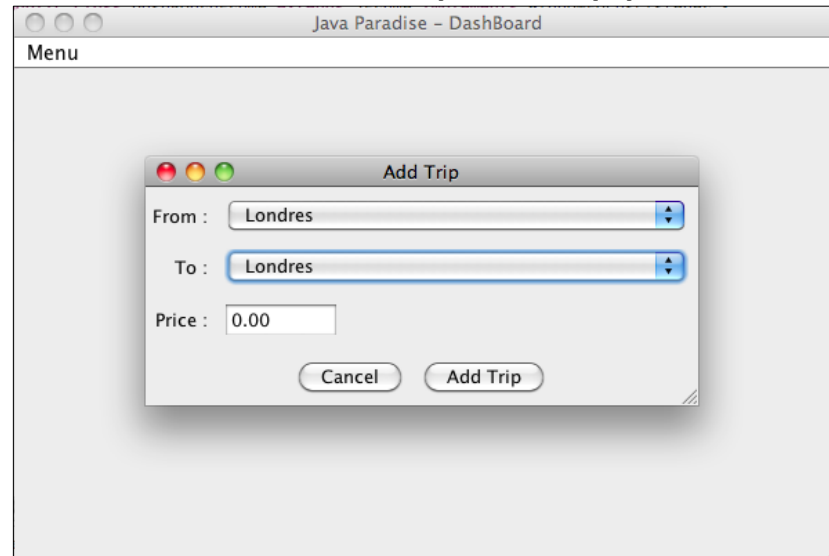 Java Paradise – DashBoard
Menu
Add Trip
From : Londres
To : Londres
Price : 0.00
Cancel Add Trip